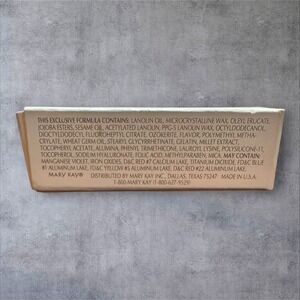 THIS EXCLUSIVE FORMULA CONTAINS: LANOLIN OIL, MICROCRYSTALLINE WAX, OLEYL ERUCATE,
JOJOBA ESTERS, SESAME OIL, ACETYLATED LANOLIN, PPG-5 LANOLIN WAX, OCTYLDODECANOL,
DIOCTYLDODECYL FLUOROHEPTYL CITRATE, OZOKERITE, FLAVOR, POLYMETHYL METHA-
CRYLATE, WHEAT GERM OIL, STEARYL GLYCYRRHETINATE, GELATIN, MILLET EXTRACT,
TOCOPHERYL ACETATE, ALUMINA, PHENYL TRIMETHICONE, LAUROYL LYSINE, POLYSILICONE-11,
TOCOPHEROL, SODIUM HYALURONATE, FOLIC ACID, METHYLPARABEN, MICA. MAY CONTAIN:
MANGANESE VIOLET, IRON OXIDES, D&C RED #7 CALCIUM LAKE, TITANIUM DIOXIDE, FD&C BLUE
#1 ALUMINUM LAKE, FD&C YELLOW #5 ALUMINUM LAKE, D&C RED #22 ALUMINUM LAKE.
MARY KAY® DISTRIBUTED BY MARY KAY INC., DALLAS, TEXAS 75247 MADE IN U.S.A.
1-800-MARY KAY (1-800-627-9529)